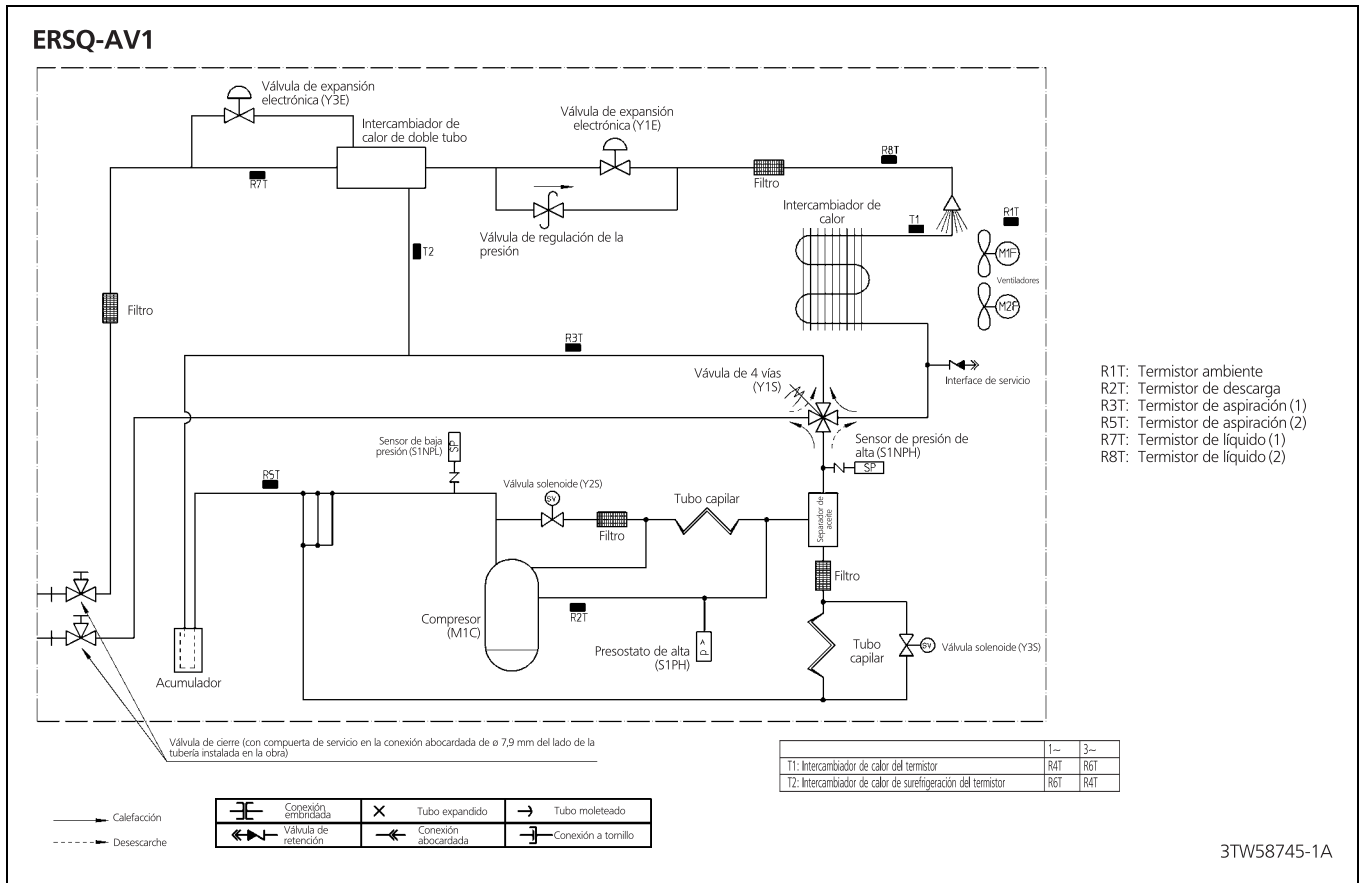 ERSQ-AV1
Válvula de expansión
electrónica (Y3E)
Intercambiador de
calor de doble tubo
Válvula de expansión
electrónica (Y1E)
R7T
R8T
Filtro
Válvula de regulación de la
presión
Intercambiador de
calor
T1
R1T
M1F
Ventiladores
M2F
T2
Filtro
R3T
Vávula de 4 vías
(Y1S)
Interface de servicio
R1T: Termistor ambiente
R2T: Termistor de descarga
R3T: Termistor de aspiración (1)
R5T: Termistor de aspiración (2)
R7T: Termistor de líquido (1)
R8T: Termistor de líquido (2)
Sensor de baja
presión (S1NPL)
SP
Sensor de presión de
alta (S1NPH)
SP
R5T
Válvula solenoide (Y2S)
SV
Tubo capilar
Filtro
Separador de
aceite
Filtro
Compresor
(M1C)
R2T
Presostato de alta
(S1PH)
P >
Tubo
capilar
SV
Válvula solenoide (Y3S)
Acumulador
Válvula de cierre (con compuerta de servicio en la conexión abocardada de ø 7,9 mm del lado de la
tubería instalada en la obra)
1~ 3~
T1: Intercambiador de calor del termistor R4T R6T
T2: Intercambiador de calor de surefrigeración del termistor R6T R4T
Calefacción
Desescarche
Conexión
embridada
Tubo expandido
Tubo moleteado
Válvula de
retención
Conexión
abocardada
Conexión a tornillo
3TW58745-1A